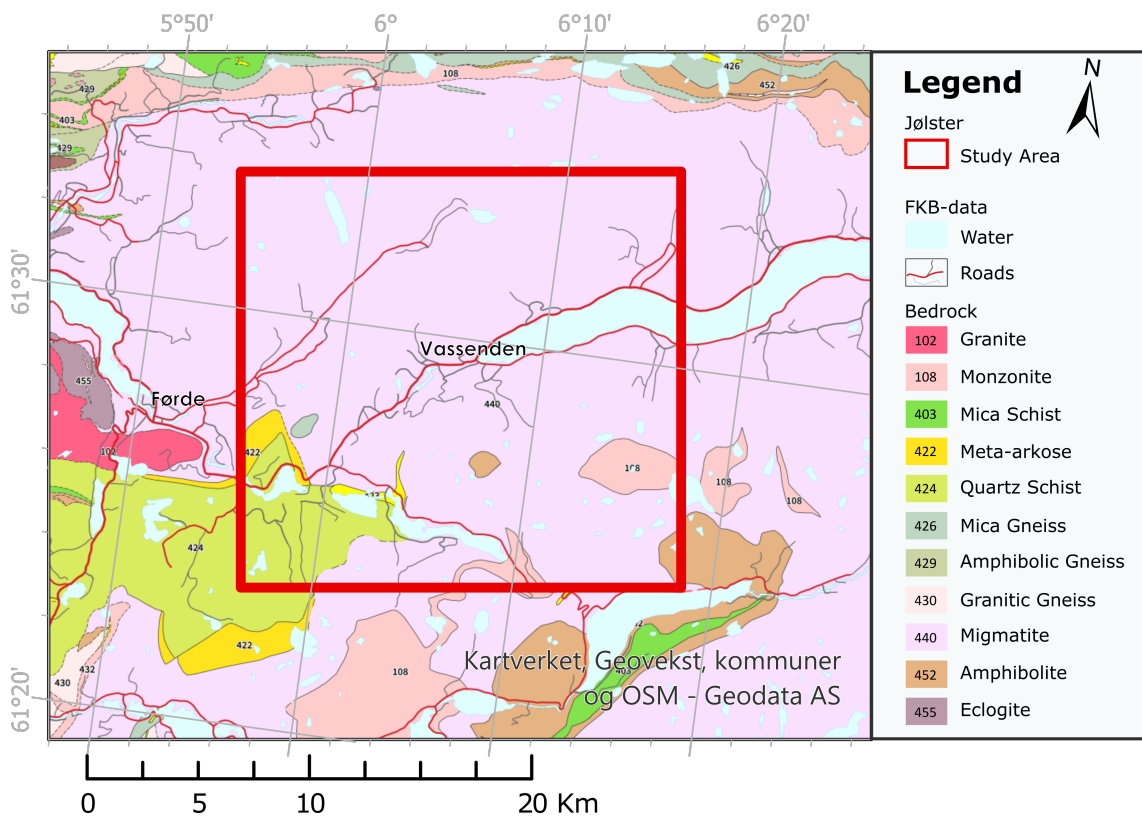 5°50'
6°
6°10'
6°20'
61°30'
61°20'
429
403
429
108
426
452
455
102
422
422
424
440
108
108
108
422
432
430
108
403
Førde
Vassenden
Kartverket, Geovekst, kommuner
og OSM - Geodata AS
0
5
10
20 Km
N
Legend
Jølster
Study Area
FKB-data
Water
Roads
Bedrock
102 Granite
108 Monzonite
403 Mica Schist
422 Meta-arkose
424 Quartz Schist
426 Mica Gneiss
429 Amphibolic Gneiss
430 Granitic Gneiss
440 Migmatite
452 Amphibolite
455 Eclogite